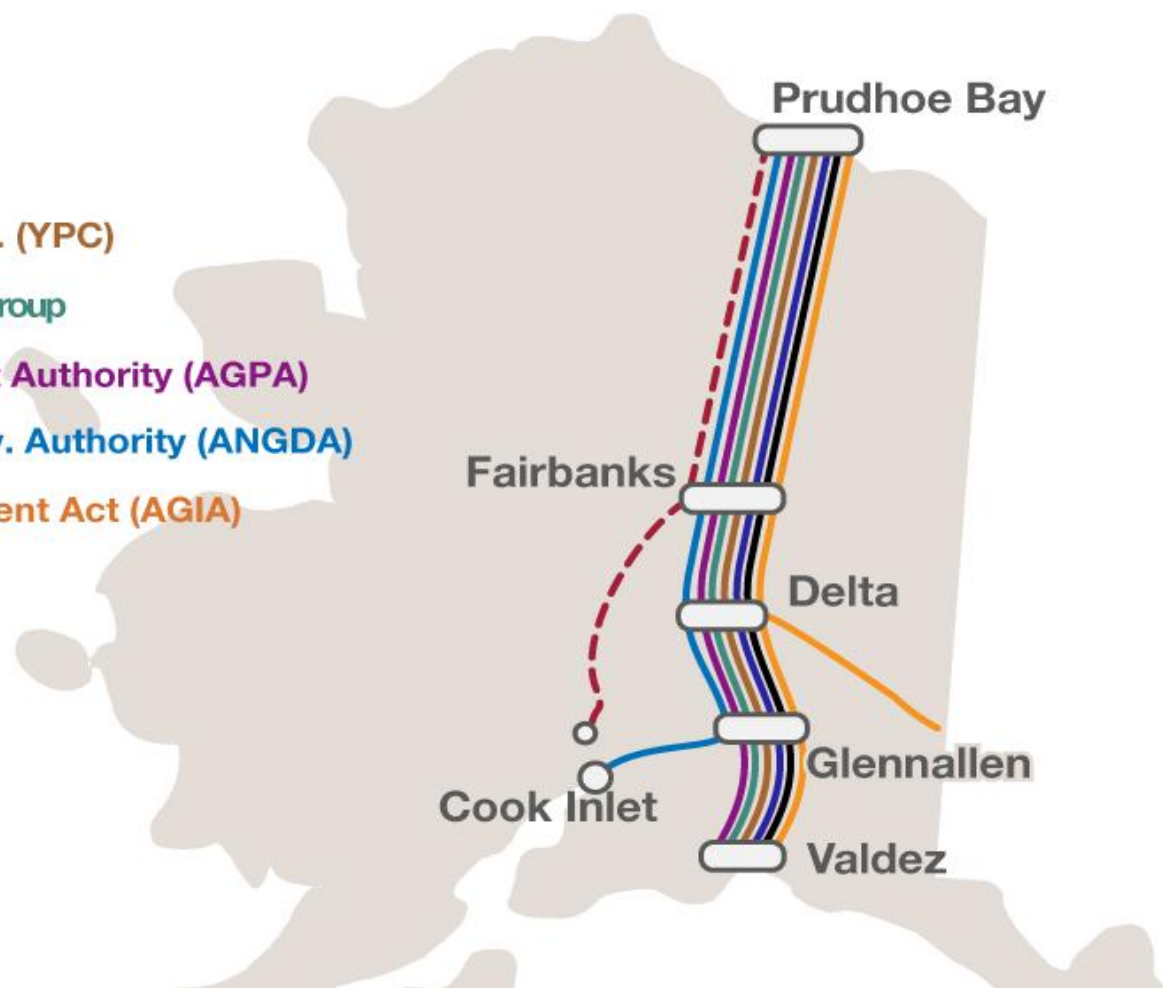 Prudhoe Bay
. (YPC)
roup
Authority (AGPA)
Fairbanks
. Authority (ANGDA)
ent Act (AGIA)
Delta
Glennallen
Cook Inlet
Valdez